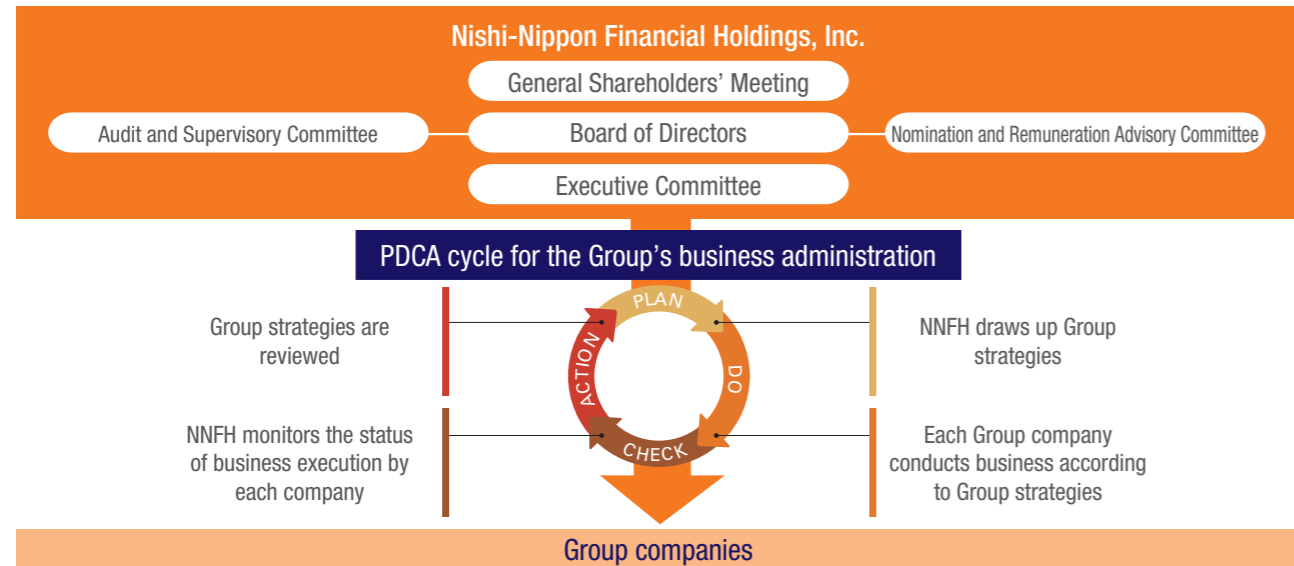 Nishi-Nippon Financial Holdings, Inc.
General Shareholders’ Meeting
Audit and Supervisory Committee
Board of Directors
Nomination and Remuneration Advisory Committee
Executive Committee
PDCA cycle for the Group’s business administration
PLAN
DO
CHECK
ACTION
Group strategies are
reviewed
NNFH draws up Group
strategies
NNFH monitors the status
of business execution by
each company
Each Group company
conducts business according
to Group strategies
Group companies